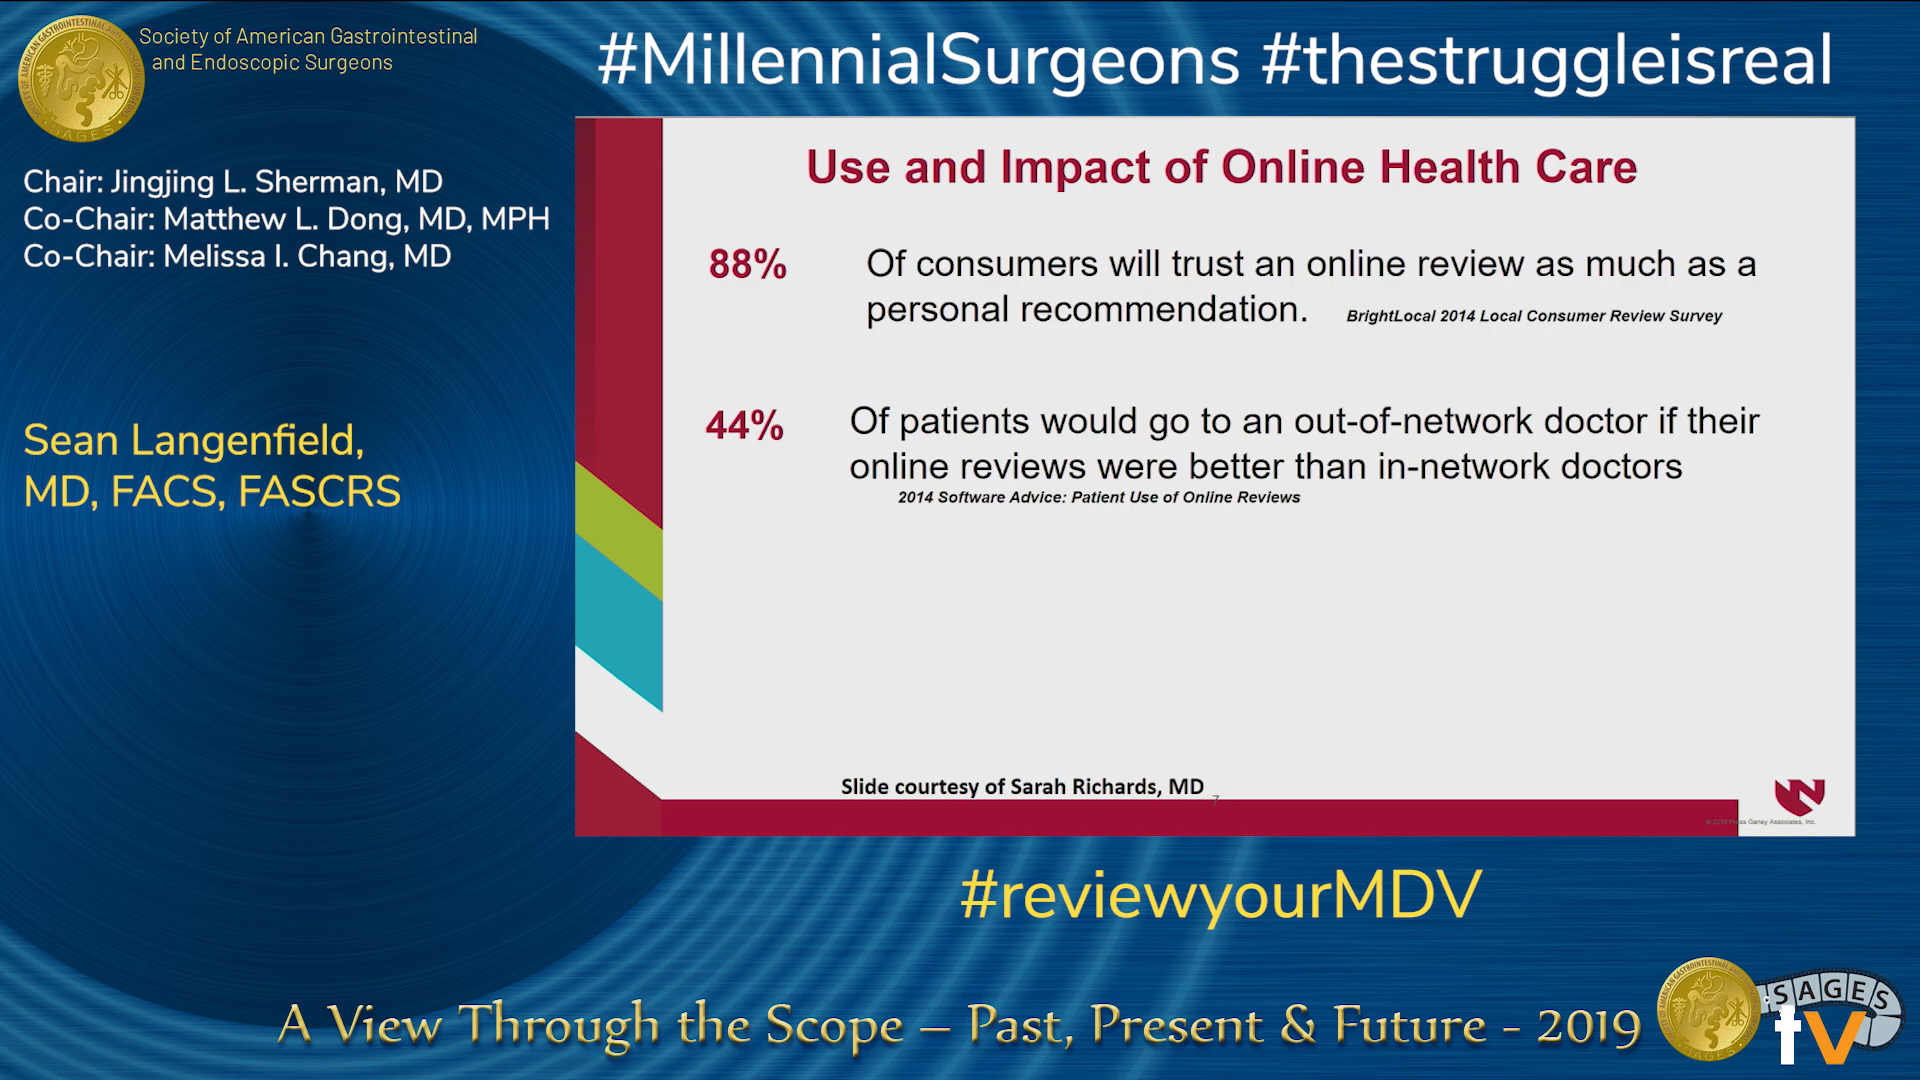 Society of American Gastrointestinal
and Endoscopic Surgeons
#MillennialSurgeons #thestruggleisreal
Chair: Jingjing L. Sherman, MD
Co-Chair: Matthew L. Dong, MD, MPH
Co-Chair: Melissa I. Chang, MD
Sean Langenfield,
MD, FACS, FASCRS
Use and Impact of Online Health Care
88%
Of consumers will trust an online review as much as a
personal recommendation.
BrightLocal 2014 Local Consumer Review Survey
44%
Of patients would go to an out-of-network doctor if their
online reviews were better than in-network doctors
2014 Software Advice: Patient Use of Online Reviews
Slide courtesy of Sarah Richards, MD
7
Ganey Associates, Inc.
#reviewyourMDV
A View Through the Scope – Past, Present & Future - 2019
SAGES
tv